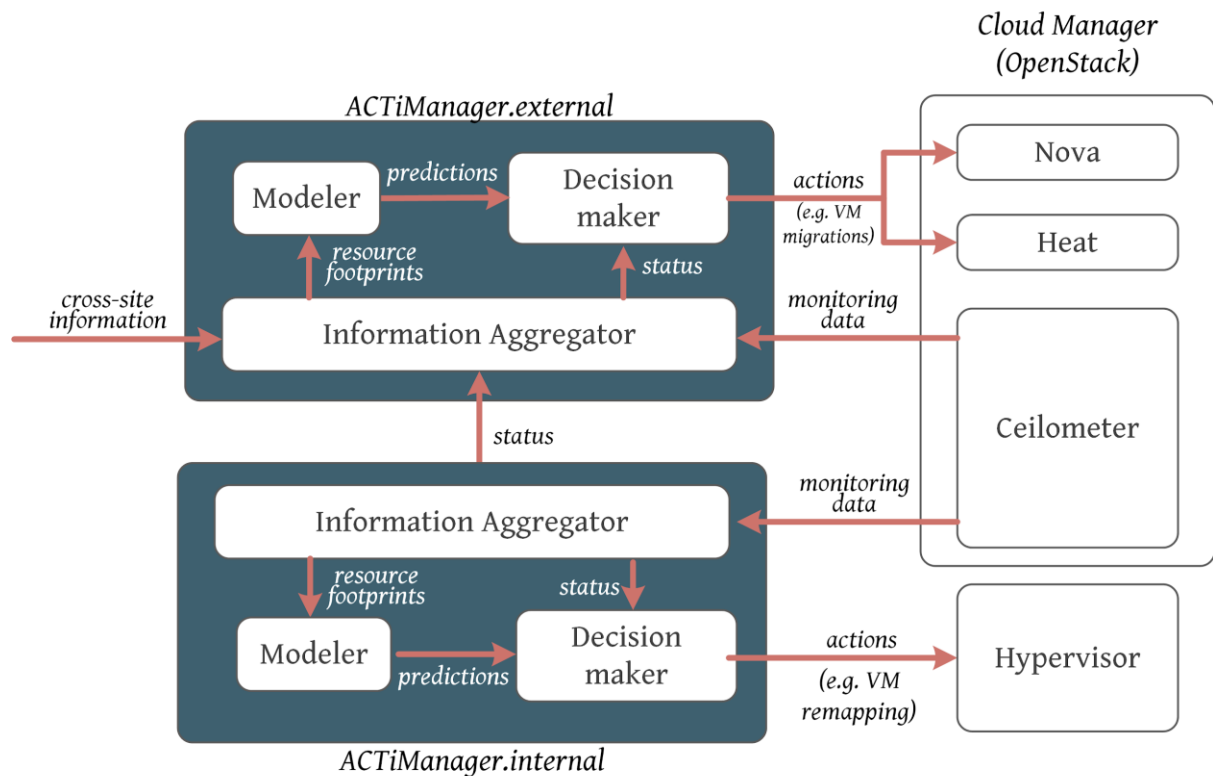 Cloud Manager
(OpenStack)
ACTiManager.external
Modeler
predictions
Decision
maker
actions
(e.g. VM
migrations)
Nova
Heat
resource
footprints
status
cross-site
information
Information Aggregator
monitoring
data
Ceilometer
status
Information Aggregator
monitoring
data
resource
footprints
status
Modeler
predictions
Decision
maker
actions
(e.g. VM
remapping)
Hypervisor
ACTiManager.internal